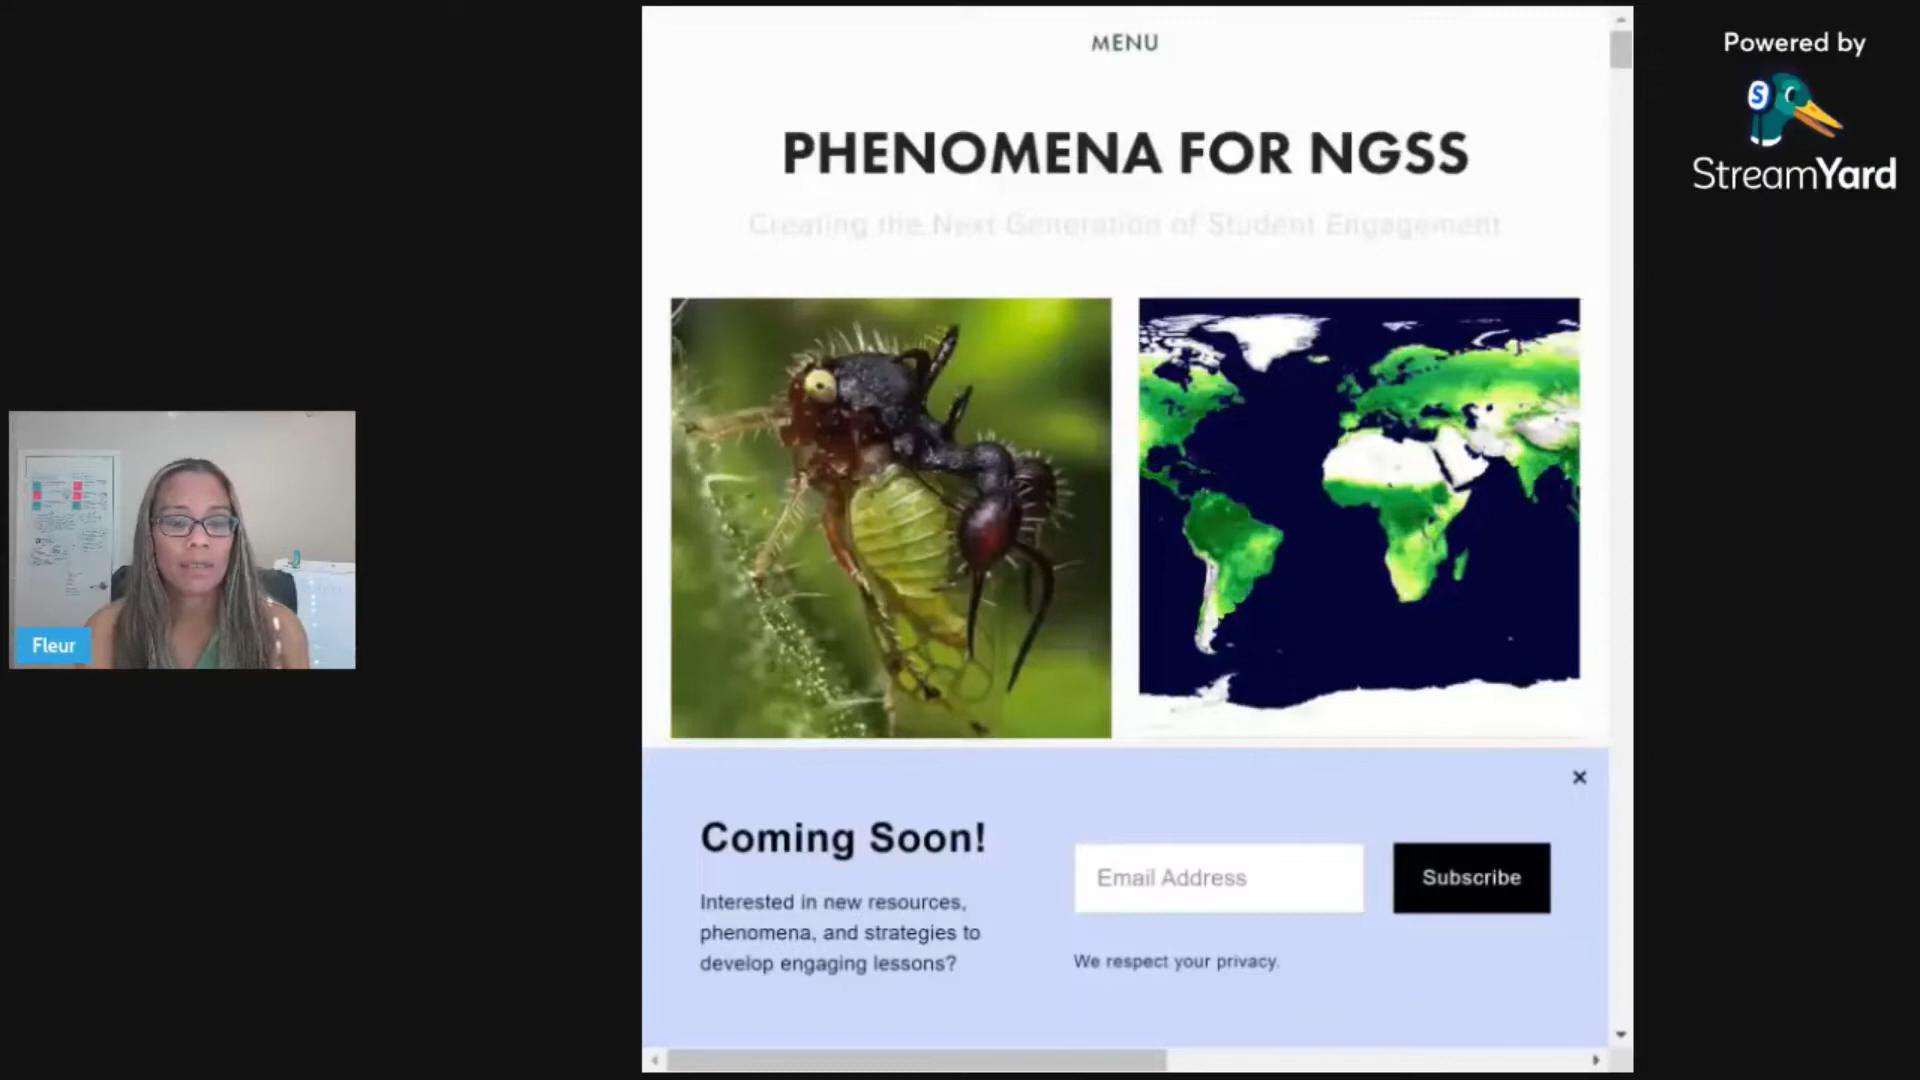 MENU
PHENOMENA FOR NGSS
Creating the Next Generation of Student Engagement
Powered by
S
StreamYard
Fleur
Coming Soon!
Interested in new resources,
phenomena, and strategies to
develop engaging lessons?
Email Address
Subscribe
We respect your privacy.